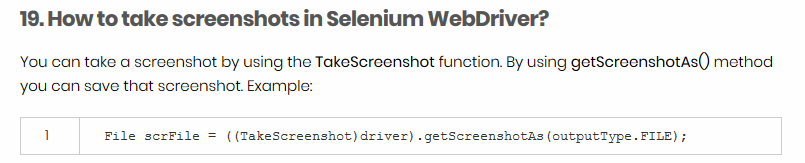 19. How to take screenshots in Selenium WebDriver?
You can take a screenshot by using the TakeScreenshot function. By using getScreenshotAs() method
you can save that screenshot. Example:
1 File scrFile = ((TakeScreenshot)driver).getScreenshotAs(outputType.FILE);